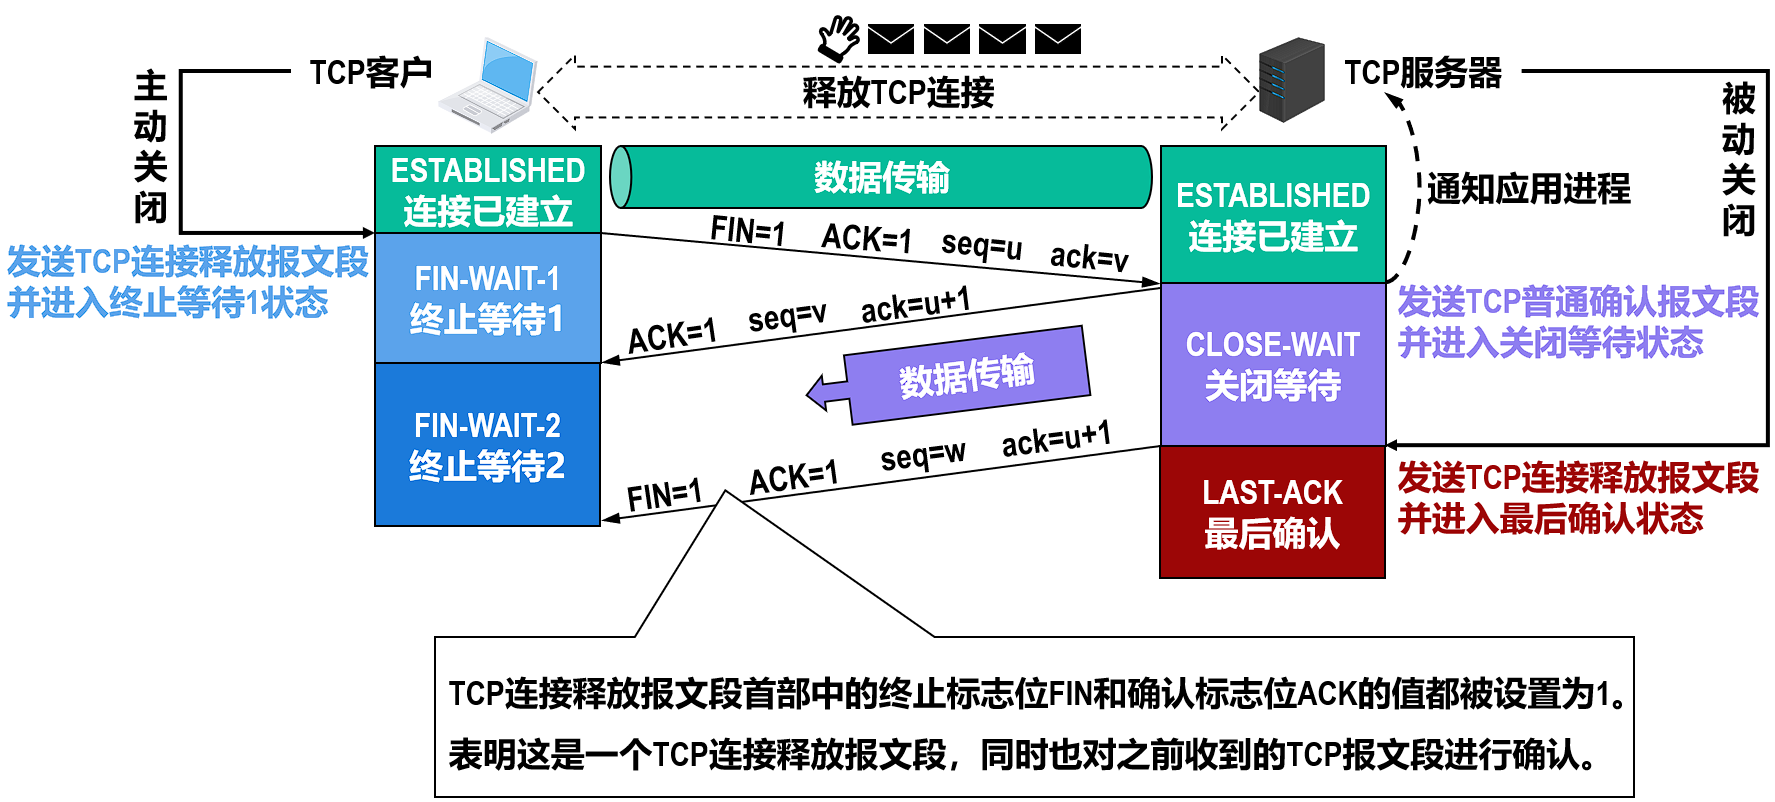 TCP客户
释放TCP连接
TCP服务器
主动关闭
被动关闭
ESTABLISHED
连接已建立
数据传输
ESTABLISHED
连接已建立
通知应用进程
FIN=1 ACK=1 seq=u ack=v
发送TCP连接释放报文段
并进入终止等待1状态
FIN-WAIT-1
终止等待1
ACK=1 seq=v ack=u+1
发送TCP普通确认报文段
并进入关闭等待状态
CLOSE-WAIT
关闭等待
数据传输
FIN-WAIT-2
终止等待2
FIN=1 ACK=1 seq=w ack=u+1
LAST-ACK
最后确认
发送TCP连接释放报文段
并进入最后确认状态
TCP连接释放报文段首部中的终止标志位FIN和确认标志位ACK的值都被设置为1。
表明这是一个TCP连接释放报文段，同时也对之前收到的TCP报文段进行确认。